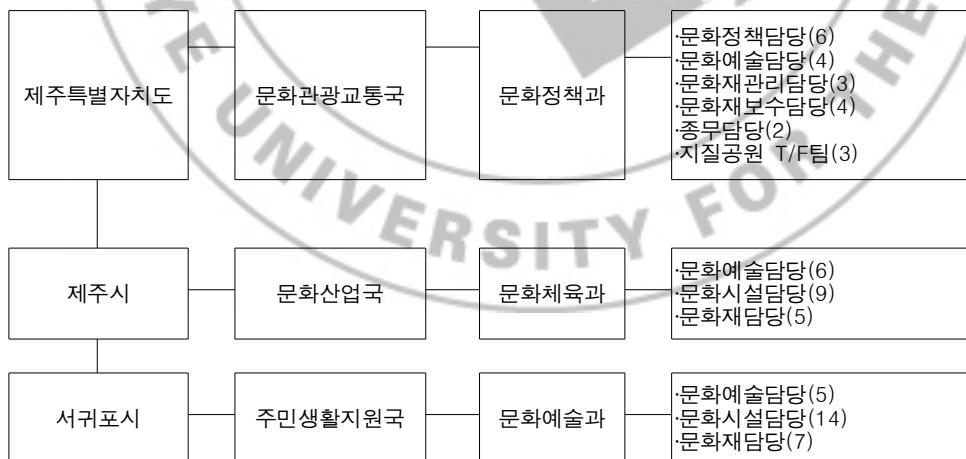 제주특별자치도
문화관광교통국
문화정책과
·문화정책담당(6)
·문화예술담당(4)
·문화재관리담당(3)
·문화재보수담당(4)
·종무담당(2)
·지질공원 T/F팀(3)
제주시
문화산업국
문화체육과
·문화예술담당(6)
·문화시설담당(9)
·문화재담당(5)
서귀포시
주민생활지원국
문화예술과
·문화예술담당(5)
·문화시설담당(14)
·문화재담당(7)
UNIVERSITY FOR THE